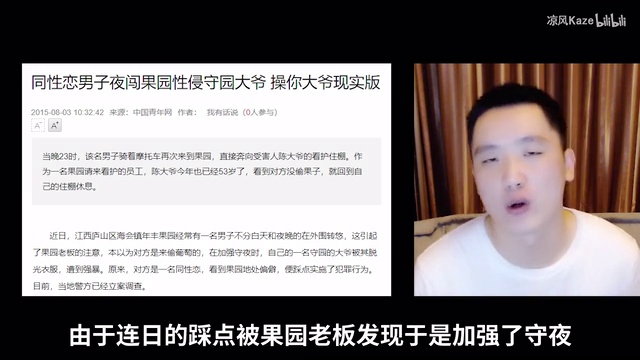 凉风Kaze bilibili
同性恋男子夜闯果园性侵守园大爷 操你大爷现实版
2015-08-03 10:32:42 来源：中国青年网 作者： 我有话说（0人参与）
A- A+
当晚23时，该名男子骑着摩托车再次来到果园，直接奔向受害人陈大爷的看护住棚。作
为一名果园请来看护的员工，陈大爷今年也已经53岁了，看到对方没偷果子，就回到自
己的住棚休息。
近日，江西庐山区海会镇年丰果园经常有一名男子不分白天和夜晚的在外围转悠，这引起
了果园老板的注意，本以为对方是来偷葡萄的，在加强守夜时，自己的一名守园的大爷被其脱
光衣服，遭到强暴。原来，对方是一名同性恋，看到果园地处偏僻，便踩点实施了犯罪行为。
目前，当地警方已经立案调查。
由于连日的踩点被果园老板发现于是加强了守夜